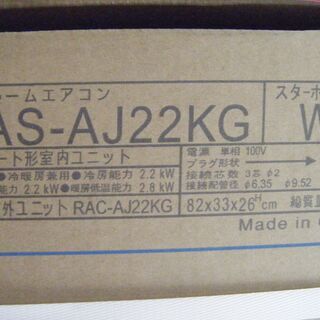 ームエアコン
スターホ
AS-AJ22KG
W
ート形室内ユニット
電源 単相 100V
プラグ形状
●冷暖房兼用●冷房能力 2.2 kW
接続芯数 3芯 φ2
能力 2.2 kW●暖房低温能力 2.8 kW
接続配管径 φ6.35 φ9.52
外ユニット RAC-AJ22KG
82x33x26ᴴcm
総質量
Made in